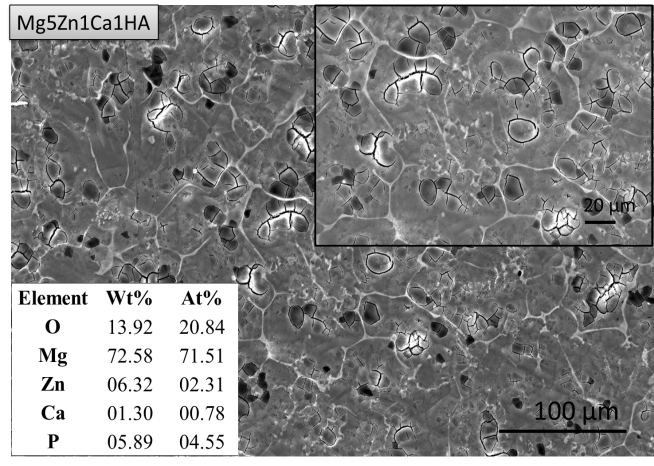 Mg5Zn1Ca1HA
20 µm
Element Wt% At%
O 13.92 20.84
Mg 72.58 71.51
Zn 06.32 02.31
Ca 01.30 00.78
P 05.89 04.55
100 µm